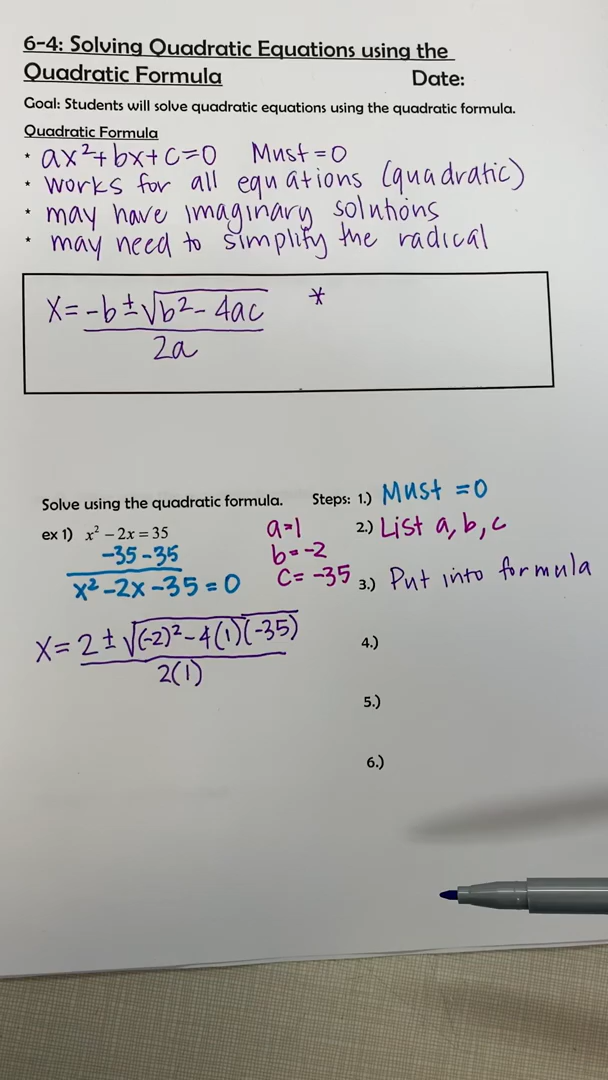 6-4: Solving Quadratic Equations using the
Quadratic Formula Date:
Goal: Students will solve quadratic equations using the quadratic formula.
Quadratic Formula
• ax²+bx+c=0 Must=0
• works for all equations (quadratic)
• may have imaginary solutions
• may need to simplify the radical
X= -b±√b²-4ac *
2a
Solve using the quadratic formula. Steps: 1.) Must =0
ex 1) x² – 2x = 35 a=1 2.) List a, b, c
-35 -35 b=-2
x²-2x-35=0 c=-35 3.) Put into formula
X= 2±√(-2)²-4(1)(-35) 4.)
2(1)
5.)
6.)